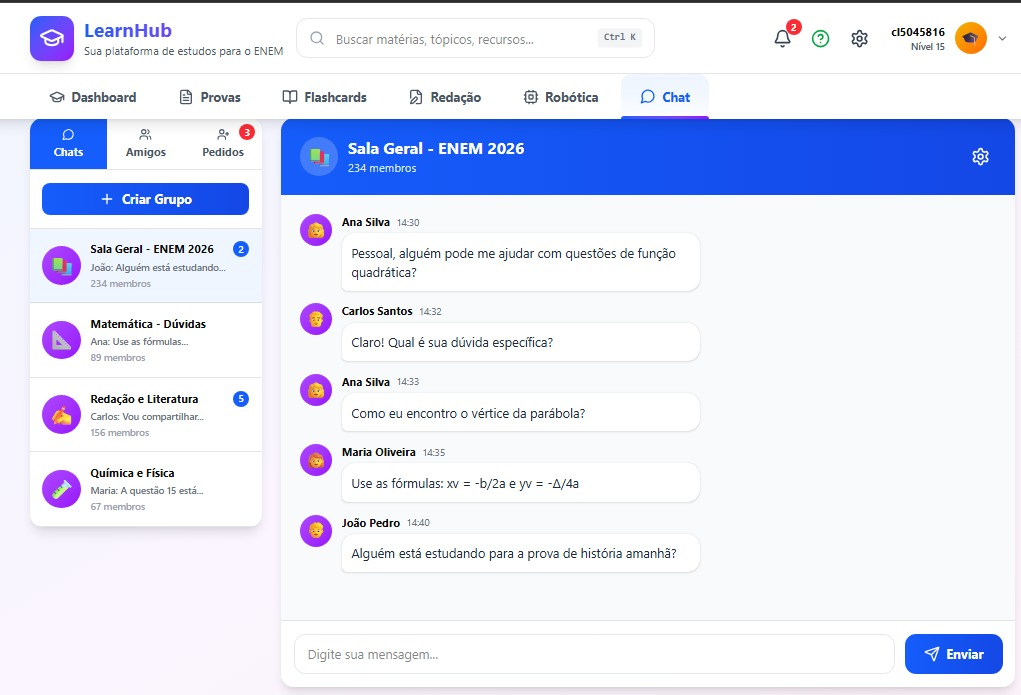 LearnHub
Sua plataforma de estudos para o ENEM
Buscar matérias, tópicos, recursos...
Ctrl K
2
cl5045816
Nível 15
Dashboard
Provas
Flashcards
Redação
Robótica
Chat
Chats
Amigos
Pedidos
3
Criar Grupo
Sala Geral - ENEM 2026
2
João: Alguém está estudando...
234 membros
Matemática - Dúvidas
Ana: Use as fórmulas...
89 membros
Redação e Literatura
5
Carlos: Vou compartilhar...
156 membros
Química e Física
Maria: A questão 15 está...
67 membros
Sala Geral - ENEM 2026
234 membros
Ana Silva 14:30
Pessoal, alguém pode me ajudar com questões de função
quadrática?
Carlos Santos 14:32
Claro! Qual é sua dúvida específica?
Ana Silva 14:33
Como eu encontro o vértice da parábola?
Maria Oliveira 14:35
Use as fórmulas: xv = -b/2a e yv = -Δ/4a
João Pedro 14:40
Alguém está estudando para a prova de história amanhã?
Digite sua mensagem...
Enviar